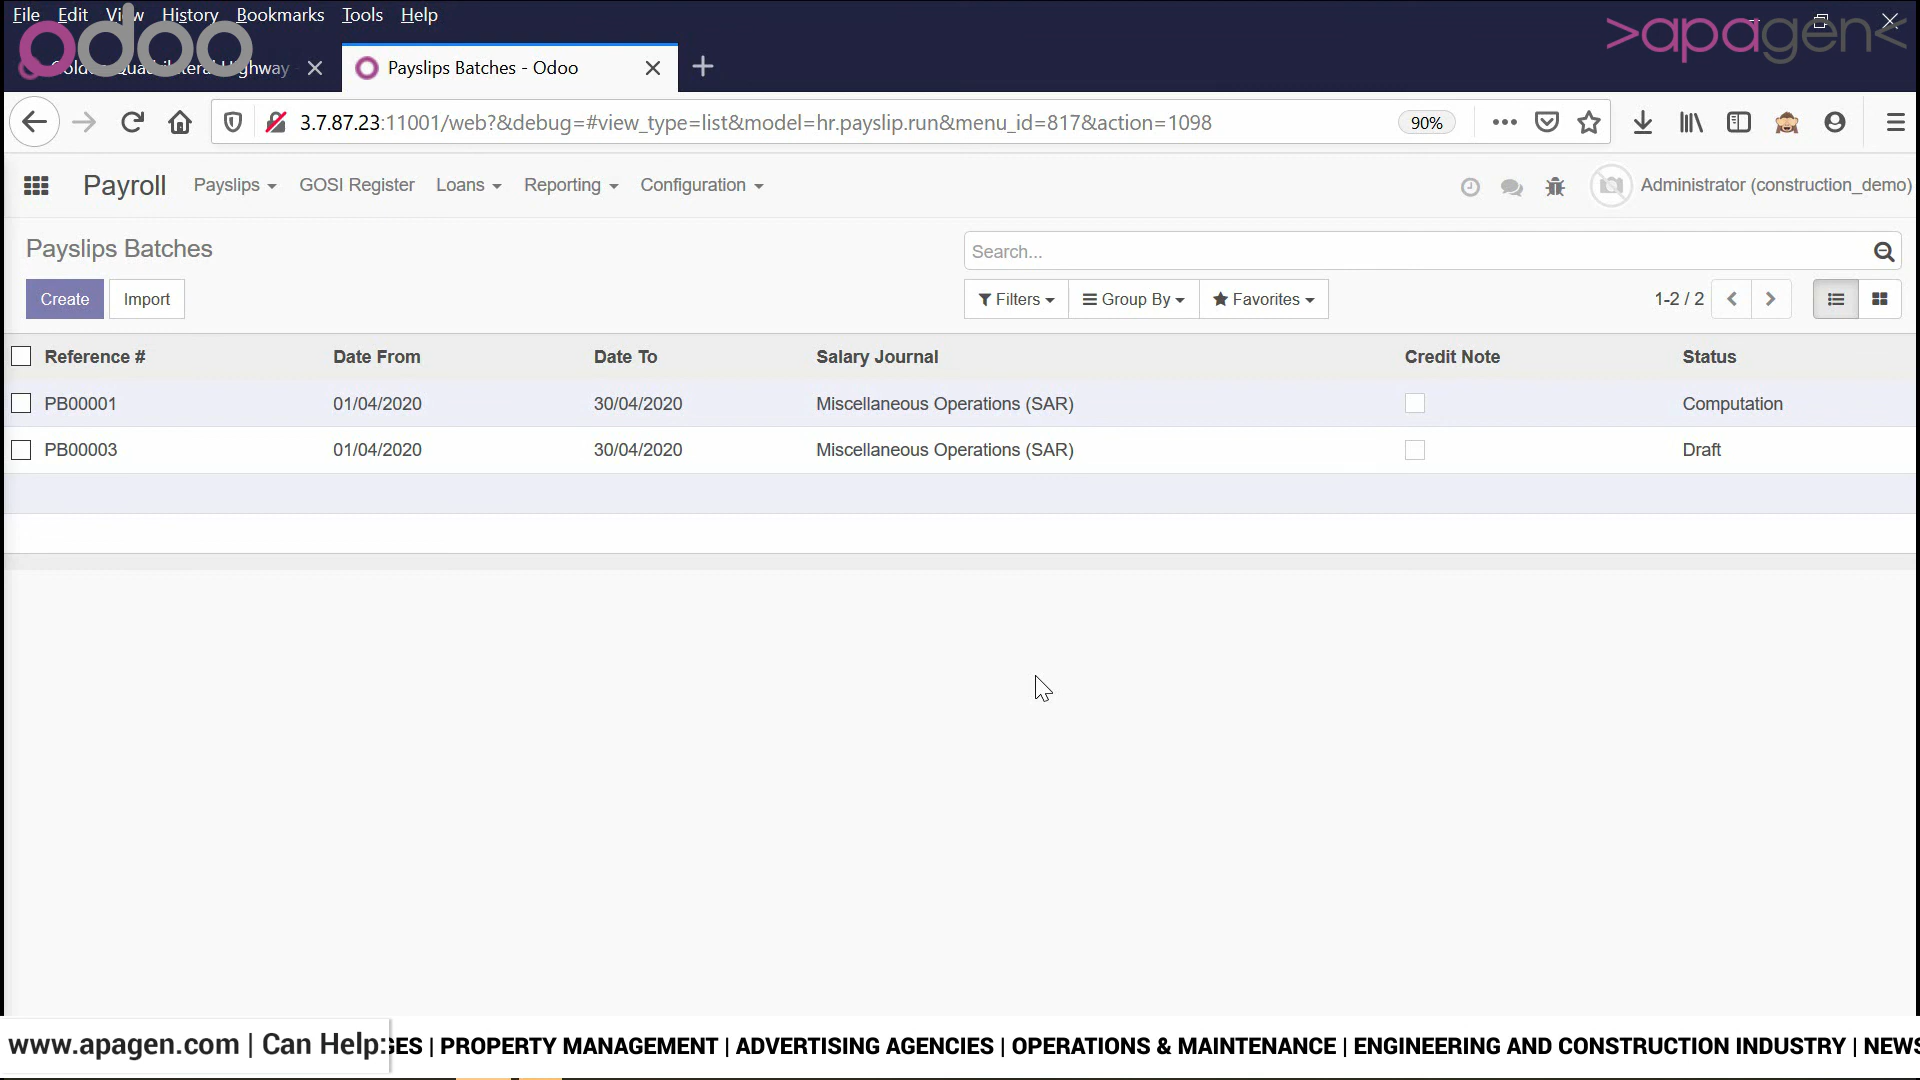 File Edit View History Bookmarks Tools Help
odoo
>apagen<
Quadrilateral Highway
Payslips Batches - Odoo
3.7.87.23:11001/web?&debug=#view_type=list&model=hr.payslip.run&menu_id=817&action=1098
90%
Payroll Payslips GOSI Register Loans Reporting Configuration
Administrator (construction_demo)
Payslips Batches
Search...
Create Import
Filters Group By Favorites
1-2 / 2
Reference # Date From Date To Salary Journal Credit Note Status
PB00001 01/04/2020 30/04/2020 Miscellaneous Operations (SAR) Computation
PB00003 01/04/2020 30/04/2020 Miscellaneous Operations (SAR) Draft
www.apagen.com | Can Help: GES | PROPERTY MANAGEMENT | ADVERTISING AGENCIES | OPERATIONS & MAINTENANCE | ENGINEERING AND CONSTRUCTION INDUSTRY | NEWS